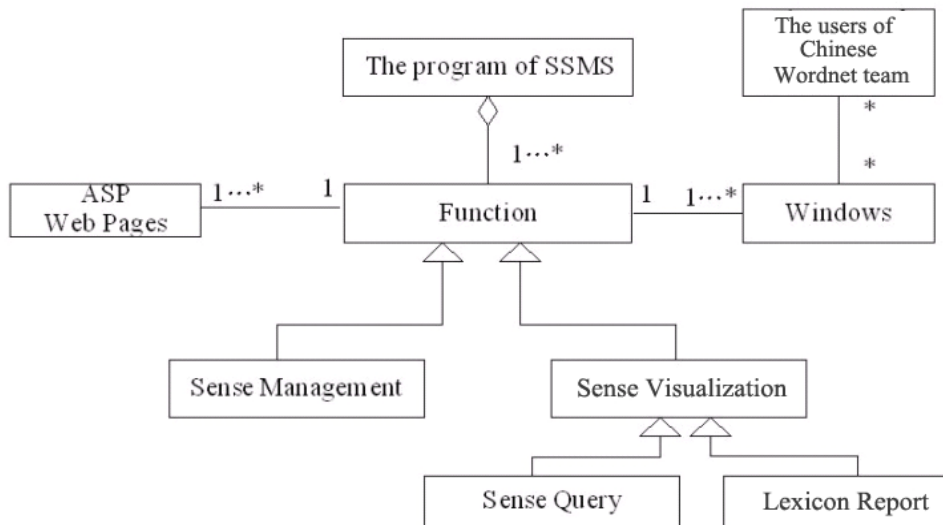 The program of SSMS
The users of
Chinese
Wordnet team
*
1…*
*
ASP
Web Pages
1…*
1
Function
1
1…*
Windows
Sense Management
Sense Visualization
Sense Query
Lexicon Report